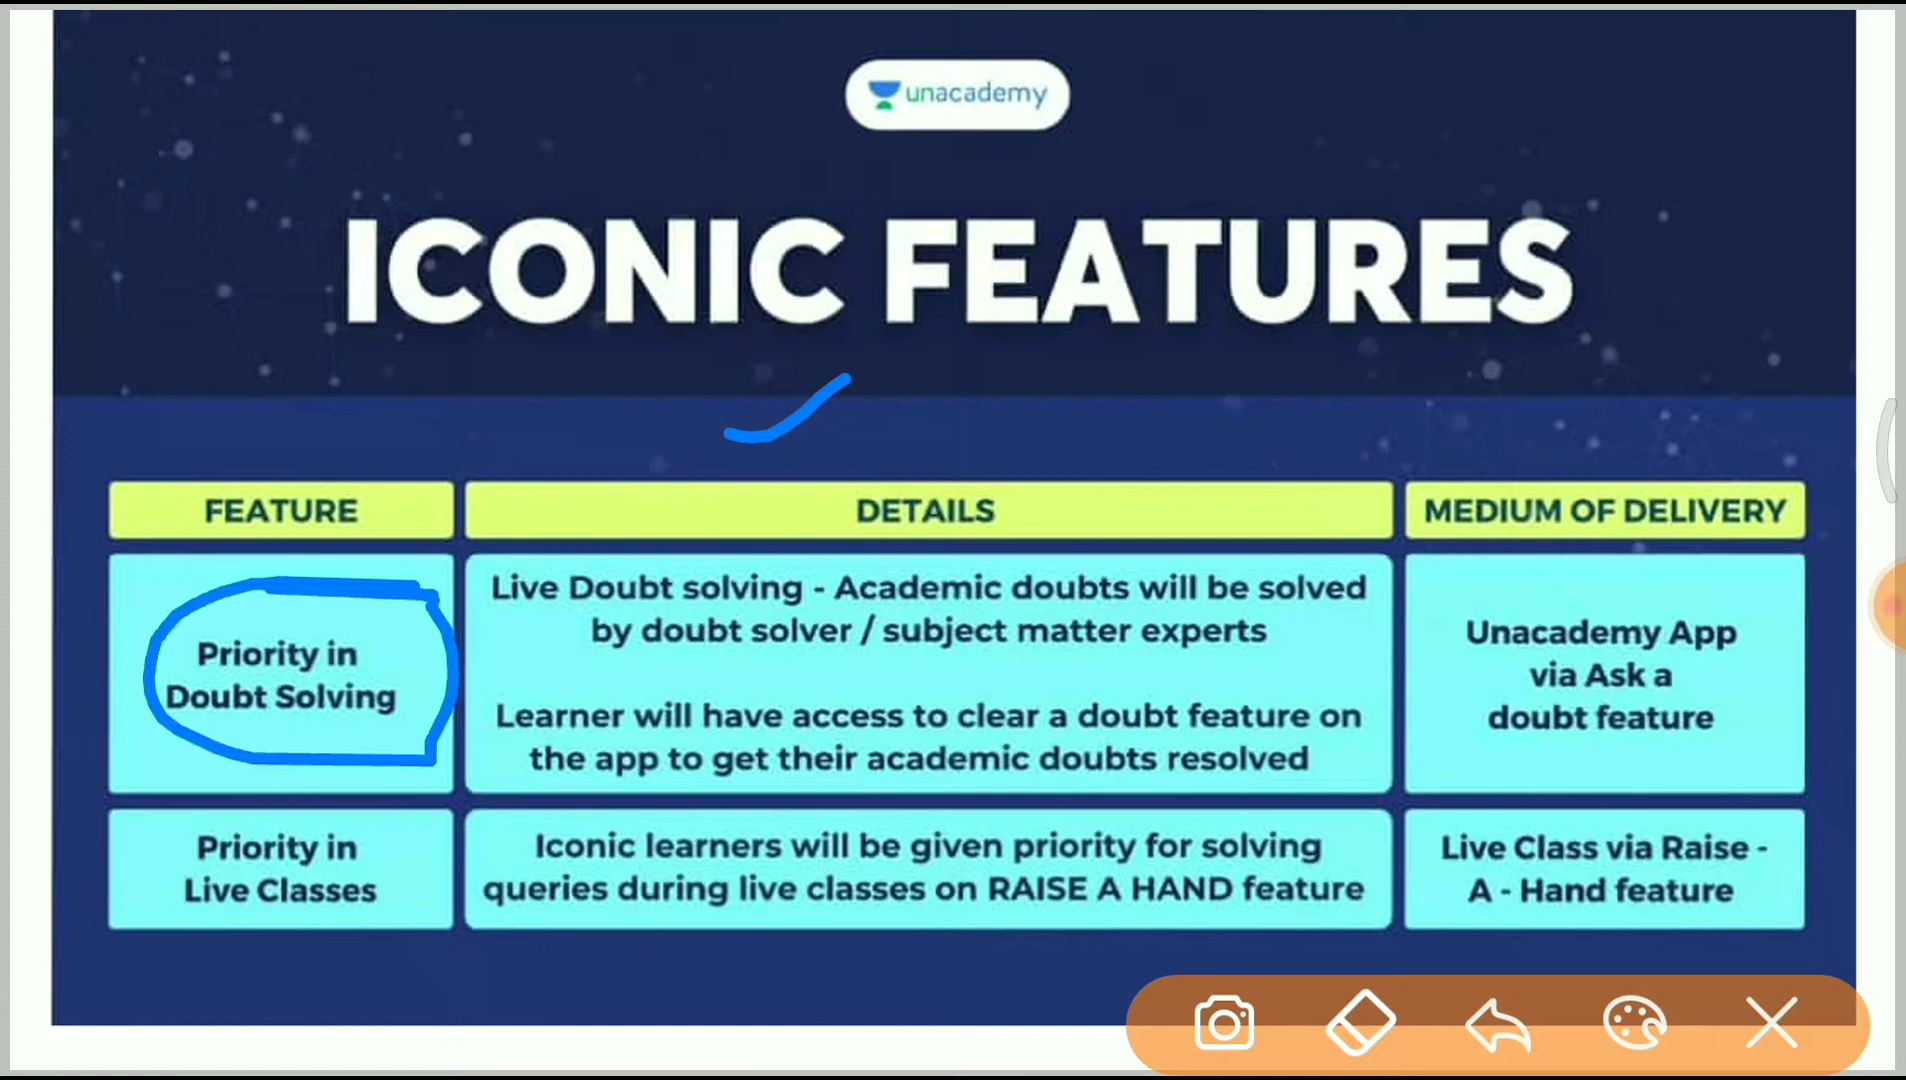 unacademy
ICONIC FEATURES
FEATURE
DETAILS
MEDIUM OF DELIVERY
Priority in
Doubt Solving
Live Doubt solving - Academic doubts will be solved
by doubt solver / subject matter experts
Learner will have access to clear a doubt feature on
the app to get their academic doubts resolved
Unacademy App
via Ask a
doubt feature
Priority in
Live Classes
Iconic learners will be given priority for solving
queries during live classes on RAISE A HAND feature
Live Class via Raise -
A - Hand feature